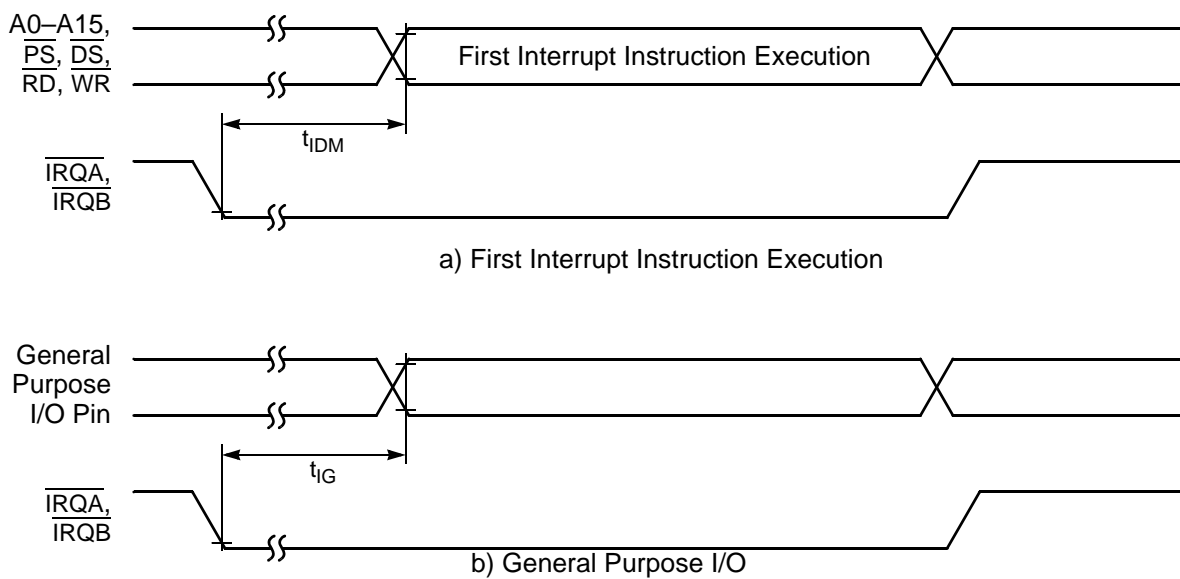 A0–A15,
PS, DS,
RD, WR
First Interrupt Instruction Execution
tIDM
IRQA,
IRQB
a) First Interrupt Instruction Execution
General
Purpose
I/O Pin
tIG
IRQA,
IRQB
b) General Purpose I/O